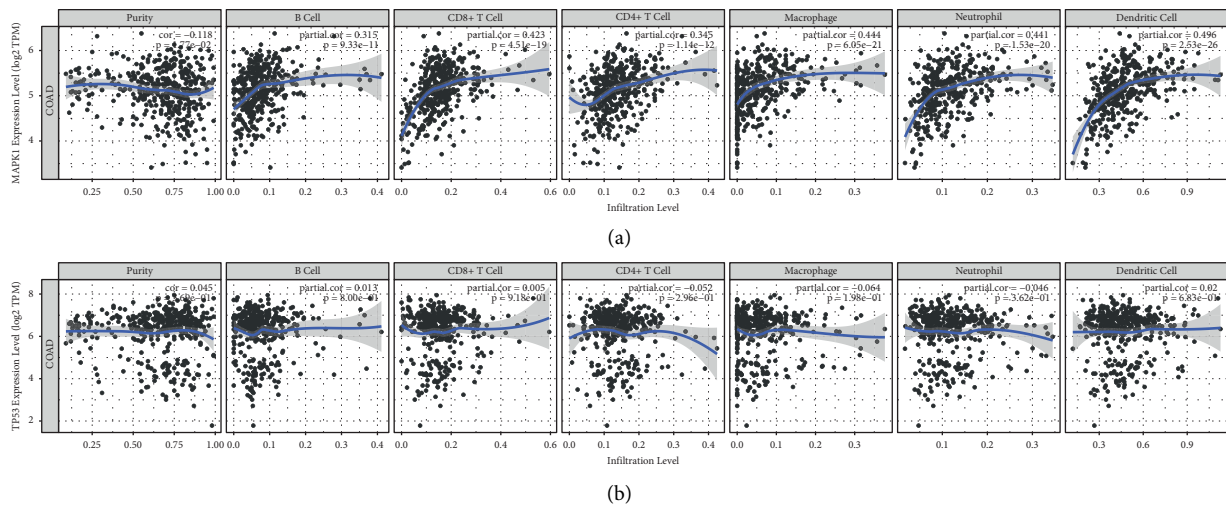 Purity
B Cell
CD8+ T Cell
CD4+ T Cell
Macrophage
Neutrophil
Dendritic Cell
MAPK1 Expression Level (log2 TPM)
COAD
cor = −0.118
partial.cor = 0.315
p = 9.33e−11
partial.cor = 0.423
p = 4.51e−19
partial.cor = 0.345
p = 1.14e−12
partial.cor = 0.444
p = 6.05e−21
partial.cor = 0.441
p = 1.53e−20
partial.cor = 0.496
p = 2.53e−26
6
5
4
0.25 0.50 0.75 1.00
0.0 0.1 0.2 0.3 0.4
0.0 0.2 0.4 0.6
0.0 0.1 0.2 0.3 0.4
0.0 0.1 0.2 0.3
0.1 0.2 0.3
0.3 0.6 0.9
Infiltration Level
(a)
Purity
B Cell
CD8+ T Cell
CD4+ T Cell
Macrophage
Neutrophil
Dendritic Cell
TP53 Expression Level (log2 TPM)
COAD
cor = 0.045
partial.cor = 0.013
p = 8.00e−01
partial.cor = 0.005
p = 9.18e−01
partial.cor = −0.052
p = 2.96e−01
partial.cor = −0.064
p = 1.98e−01
partial.cor = −0.046
p = 3.62e−01
partial.cor = 0.02
p = 6.83e−01
8
6
4
2
0.25 0.50 0.75 1.00
0.0 0.1 0.2 0.3 0.4
0.0 0.2 0.4 0.6
0.0 0.1 0.2 0.3 0.4
0.0 0.1 0.2 0.3
0.1 0.2 0.3
0.3 0.6 0.9
Infiltration Level
(b)